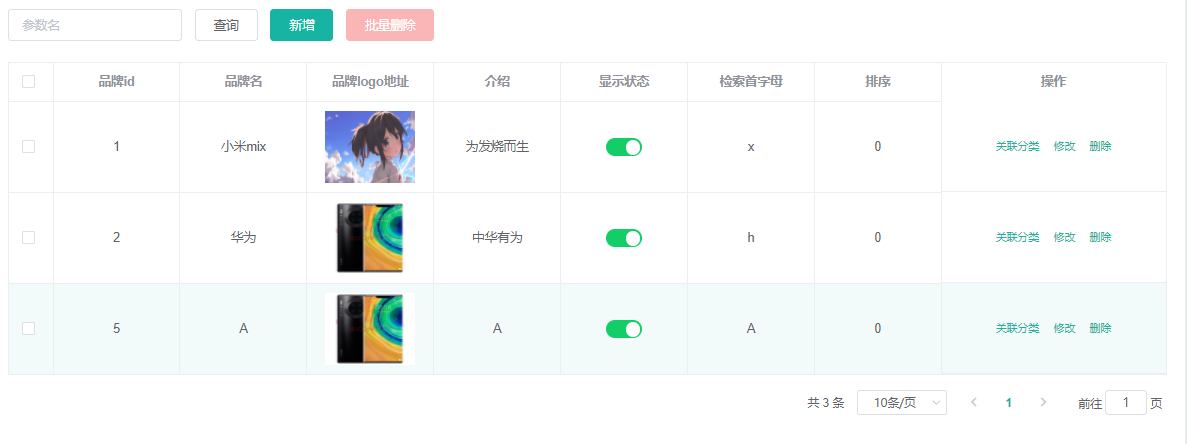 参数名 查询 新增 批量删除
品牌id 品牌名 品牌logo地址 介绍 显示状态 检索首字母 排序 操作
1 小米mix 为发烧而生 x 0 关联分类 修改 删除
2 华为 中华有为 h 0 关联分类 修改 删除
5 A A A 0 关联分类 修改 删除
共 3 条 10条/页 1 前往 1 页